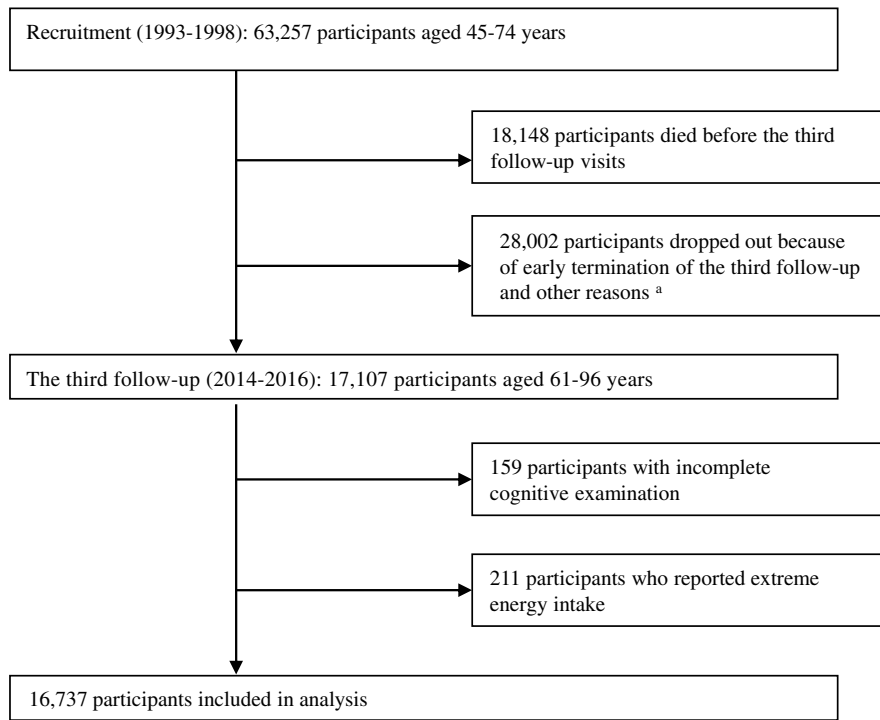 Recruitment (1993-1998): 63,257 participants aged 45-74 years
18,148 participants died before the third
follow-up visits
28,002 participants dropped out because
of early termination of the third follow-up
and other reasons ᵃ
The third follow-up (2014-2016): 17,107 participants aged 61-96 years
159 participants with incomplete
cognitive examination
211 participants who reported extreme
energy intake
16,737 participants included in analysis